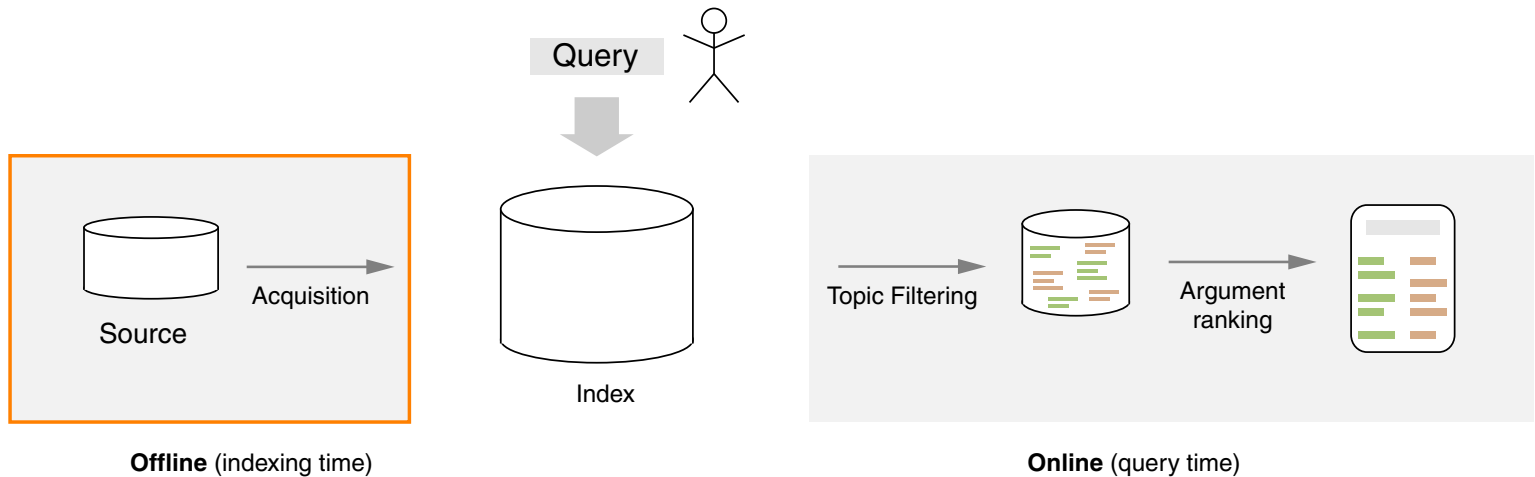 Query
Source
Acquisition
Index
Topic Filtering
Argument
ranking
Offline (indexing time)
Online (query time)